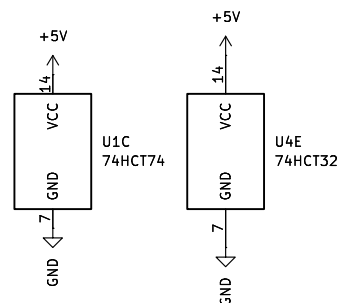 +5V
14
VCC
U1C
74HCT74
GND
7
GND
+5V
14
VCC
U4E
74HCT32
GND
7
GND